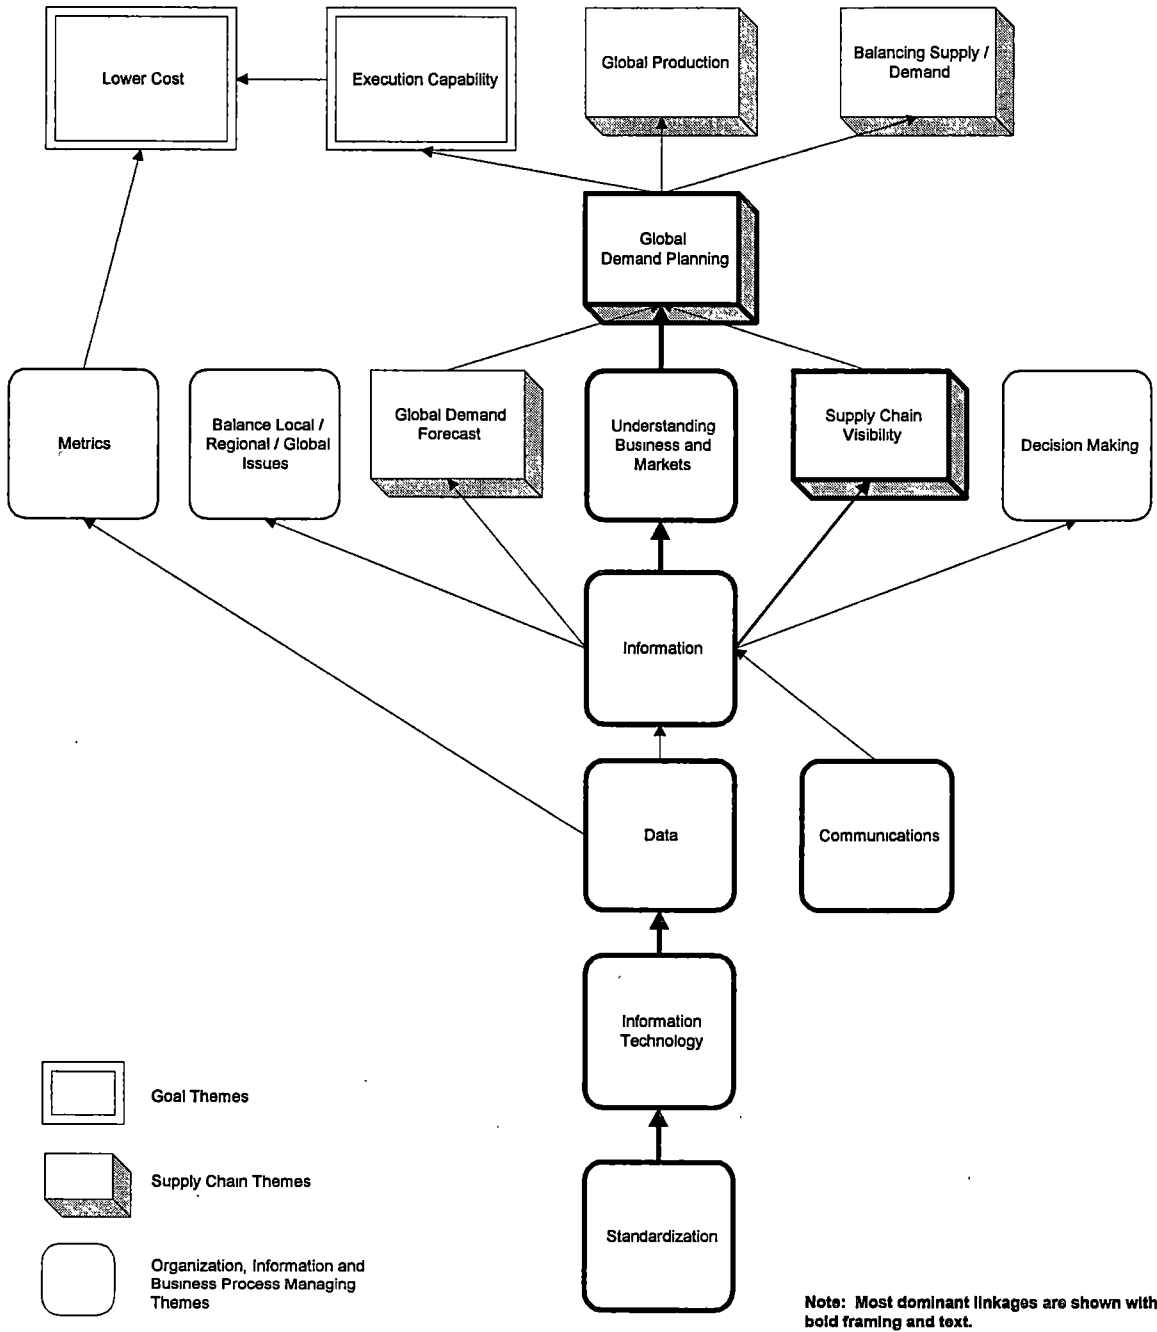 Lower Cost
Execution Capability
Global Production
Balancing Supply /
Demand
Global
Demand Planning
Metrics
Balance Local /
Regional / Global
Issues
Global Demand
Forecast
Understanding
Business and
Markets
Supply Chain
Visibility
Decision Making
Information
Data
Communications
Information
Technology
Standardization
Goal Themes
Supply Chain Themes
Organization, Information and
Business Process Managing
Themes
Note: Most dominant linkages are shown with
bold framing and text.